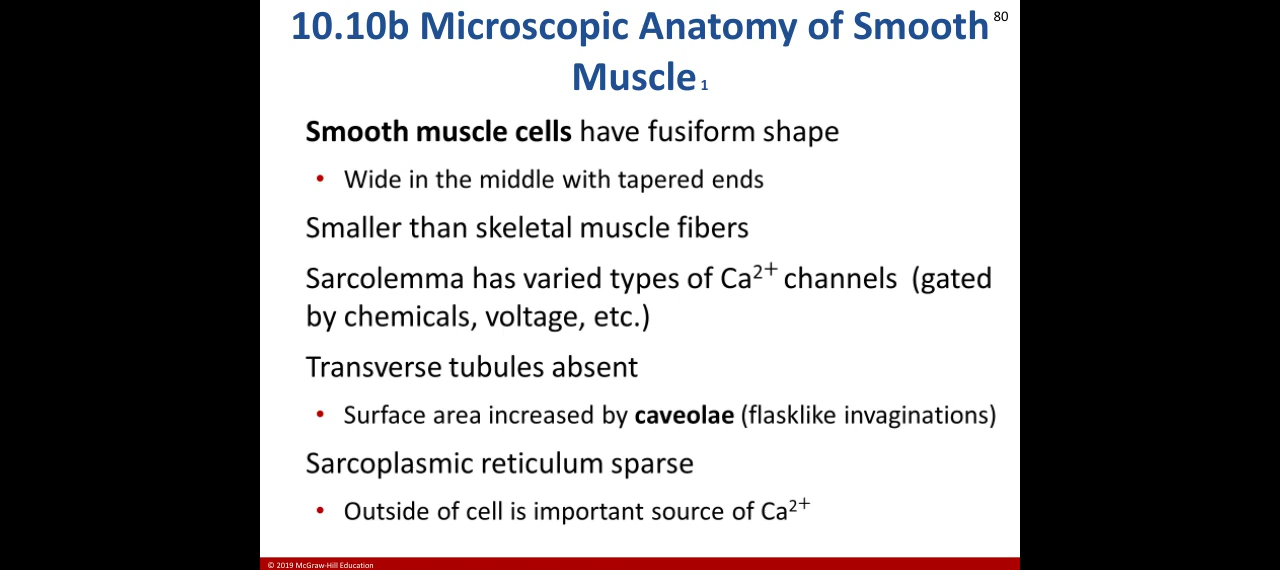 10.10b Microscopic Anatomy of Smooth
80
Muscle 1
Smooth muscle cells have fusiform shape
• Wide in the middle with tapered ends
Smaller than skeletal muscle fibers
Sarcolemma has varied types of Ca²⁺ channels (gated
by chemicals, voltage, etc.)
Transverse tubules absent
• Surface area increased by caveolae (flasklike invaginations)
Sarcoplasmic reticulum sparse
• Outside of cell is important source of Ca²⁺
© 2019 McGraw-Hill Education